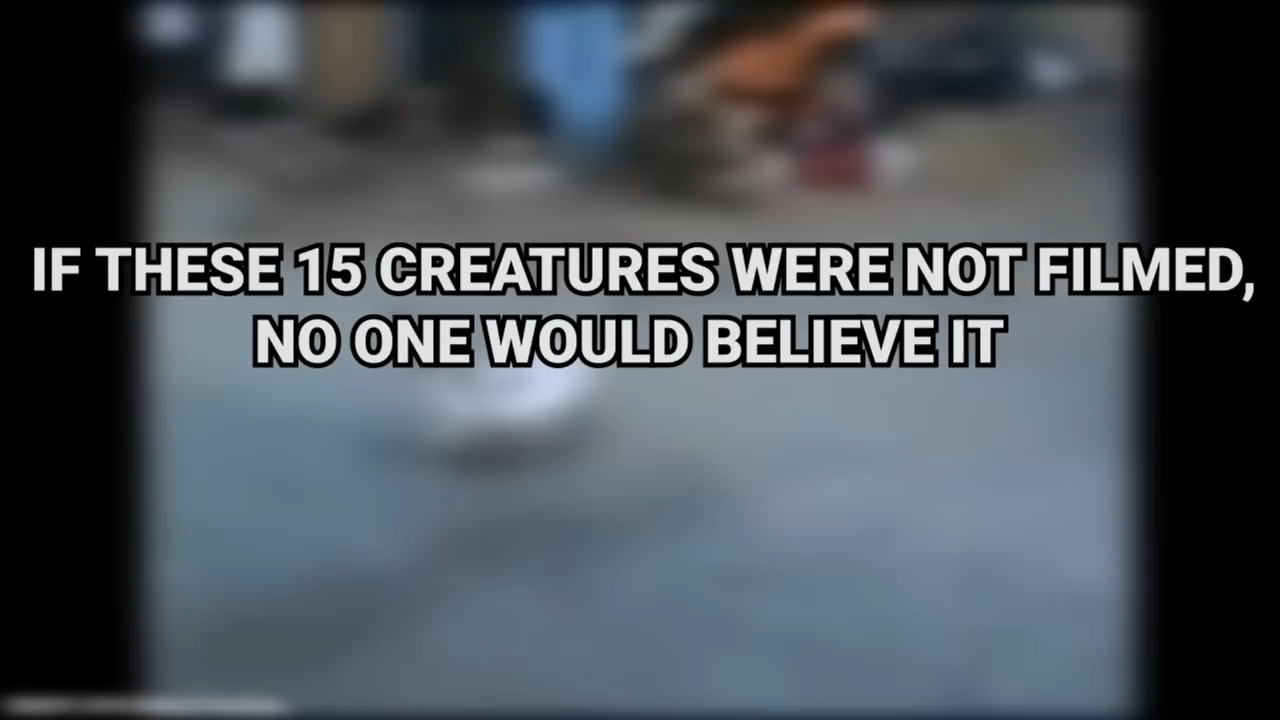 IF THESE 15 CREATURES WERE NOT FILMED,
NO ONE WOULD BELIEVE IT